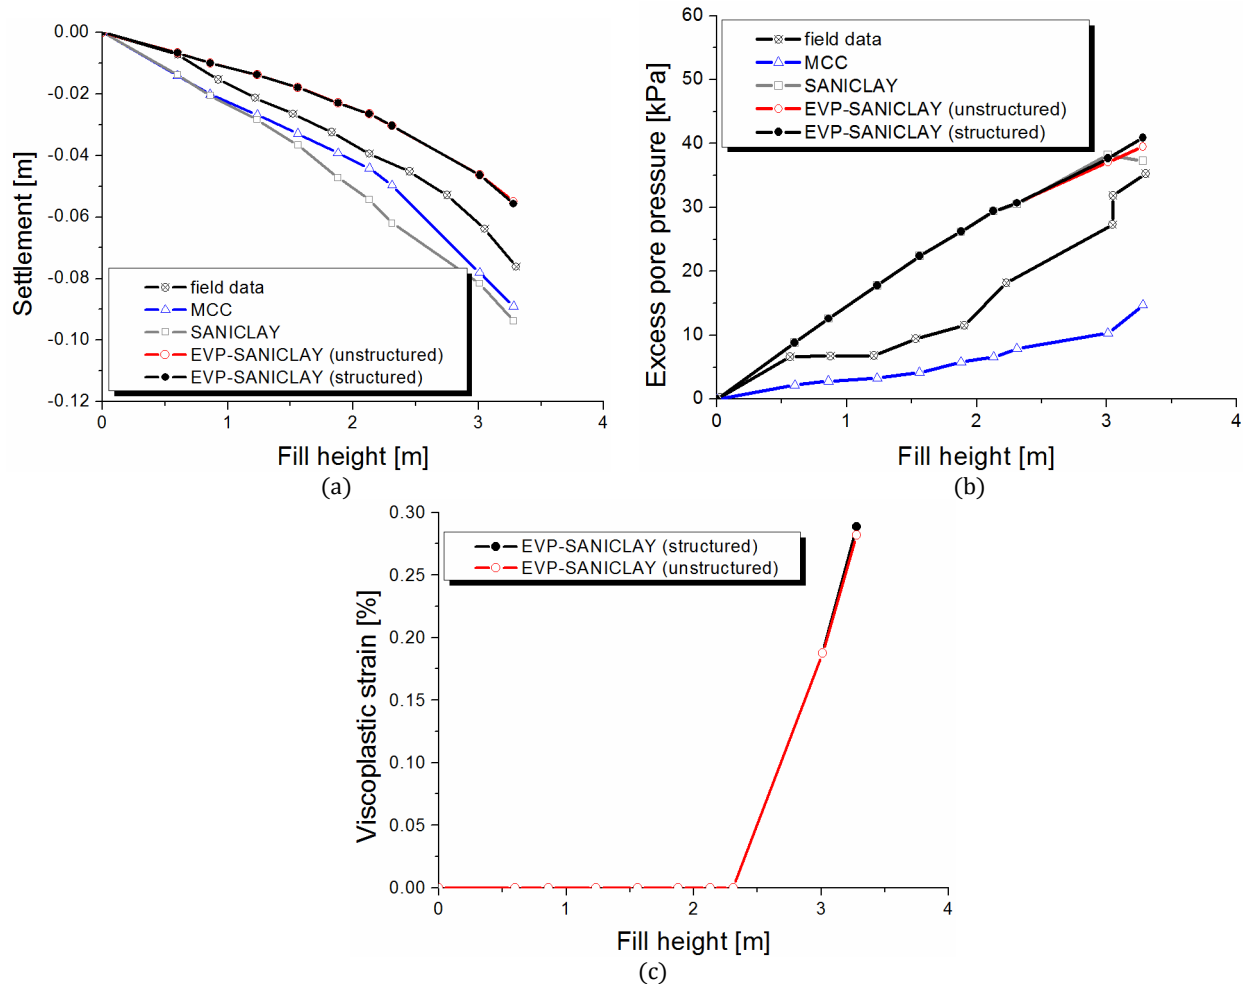 0.00
-0.02
-0.04
-0.06
-0.08
-0.10
-0.12
Settlement [m]
field data
MCC
SANICLAY
EVP-SANICLAY (unstructured)
EVP-SANICLAY (structured)
0 1 2 3 4
Fill height [m]
(a)
60
50
40
30
20
10
0
Excess pore pressure [kPa]
field data
MCC
SANICLAY
EVP-SANICLAY (unstructured)
EVP-SANICLAY (structured)
0 1 2 3 4
Fill height [m]
(b)
0.30
0.25
0.20
0.15
0.10
0.05
0.00
Viscoplastic strain [%]
EVP-SANICLAY (structured)
EVP-SANICLAY (unstructured)
0 1 2 3 4
Fill height [m]
(c)